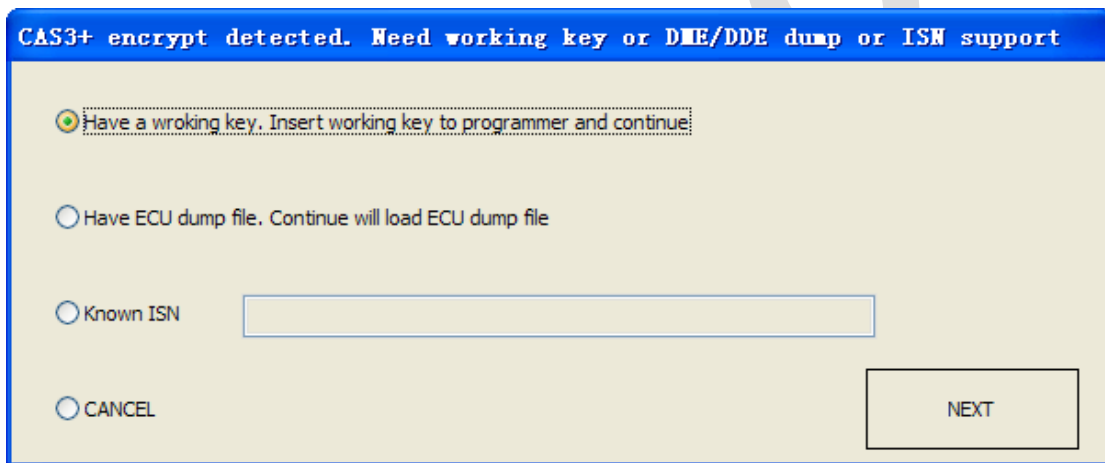 CAS3+ encrypt detected. Need working key or DME/DDE dump or ISN support
Have a wroking key. Insert working key to programmer and continue
Have ECU dump file. Continue will load ECU dump file
Known ISN
CANCEL
NEXT